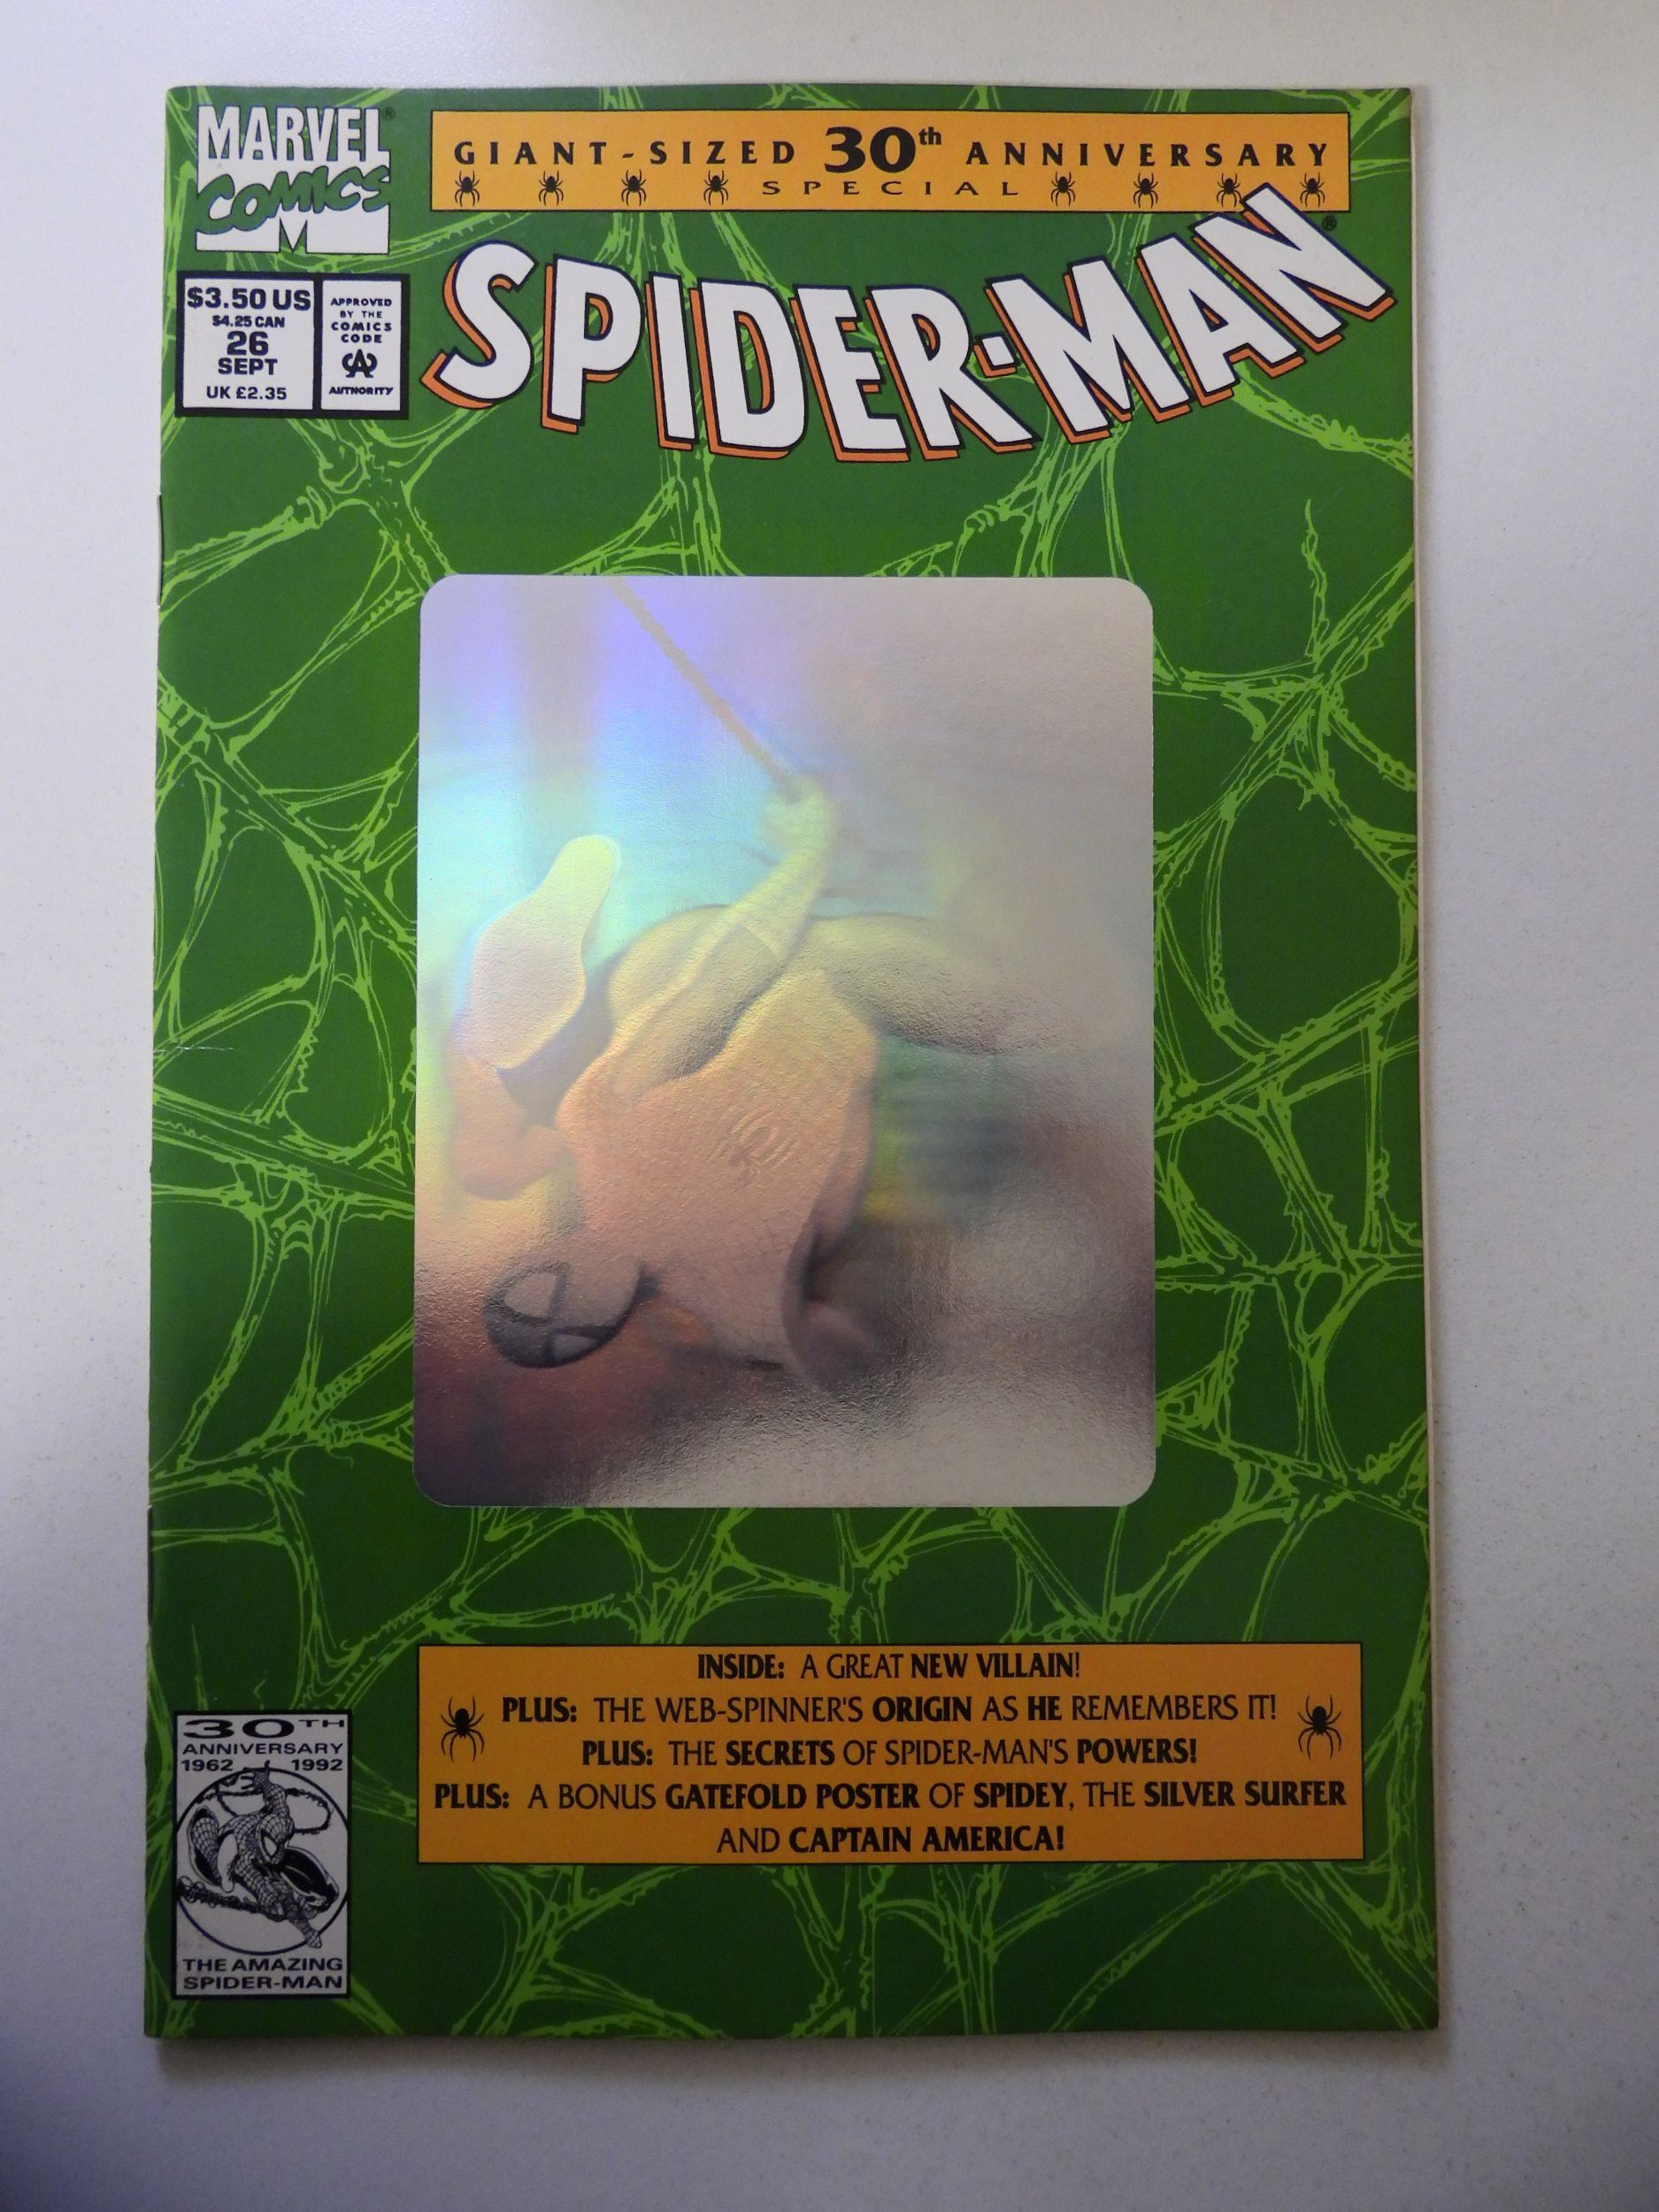 MARVEL
COMICS
GIANT-SIZED 30th ANNIVERSARY
SPECIAL
SPIDER-MAN®
$3.50 US
$4.25 CAN
26
SEPT
UK £2.35
APPROVED
BY THE
COMICS
CODE
CA
AUTHORITY
INSIDE: A GREAT NEW VILLAIN!
PLUS: THE WEB-SPINNER'S ORIGIN AS HE REMEMBERS IT!
PLUS: THE SECRETS OF SPIDER-MAN'S POWERS!
PLUS: A BONUS GATEFOLD POSTER OF SPIDEY, THE SILVER SURFER
AND CAPTAIN AMERICA!
30TH
ANNIVERSARY
1962 1992
THE AMAZING
SPIDER-MAN